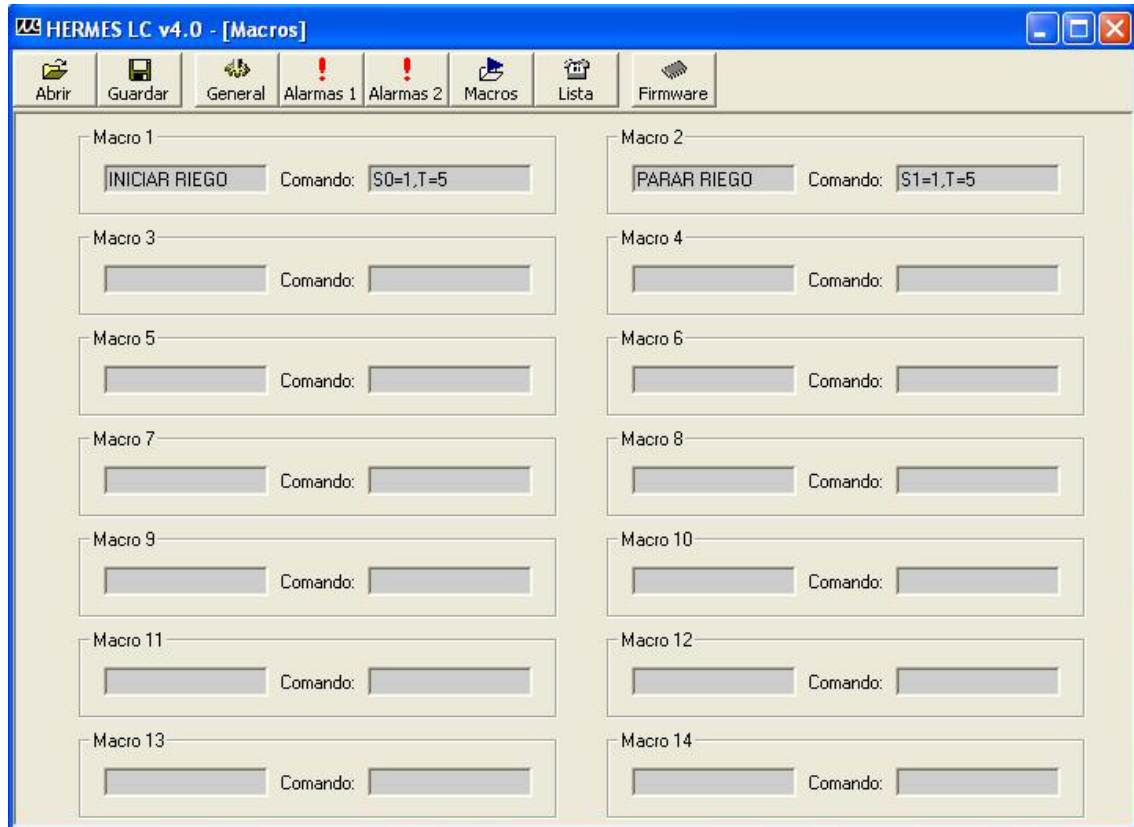 HERMES LC v4.0 - [Macros]
Abrir Guardar General Alarmas 1 Alarmas 2 Macros Lista Firmware
Macro 1 Macro 2
INICIAR RIEGO Comando: S0=1,T=5 PARAR RIEGO Comando: S1=1,T=5
Macro 3 Macro 4
Comando: Comando:
Macro 5 Macro 6
Comando: Comando:
Macro 7 Macro 8
Comando: Comando:
Macro 9 Macro 10
Comando: Comando:
Macro 11 Macro 12
Comando: Comando:
Macro 13 Macro 14
Comando: Comando: